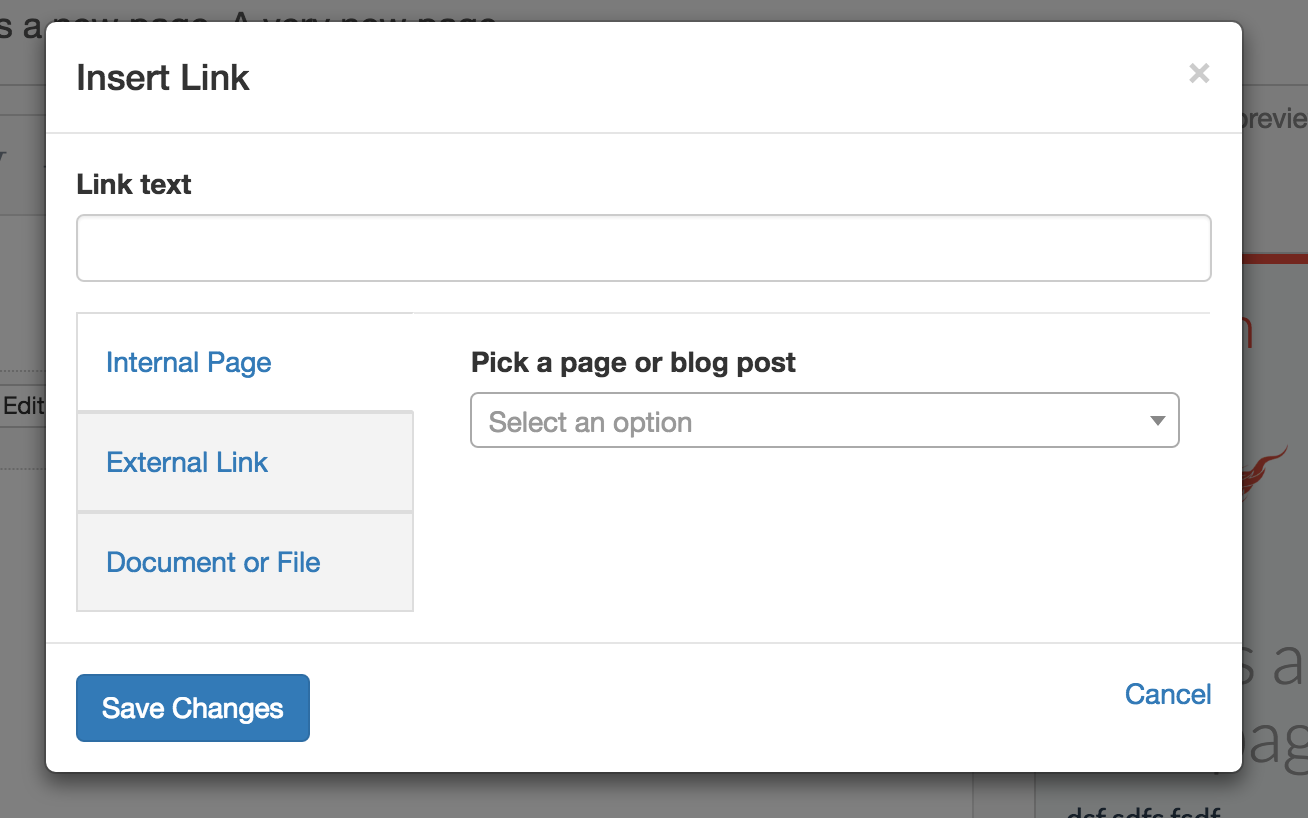 s a new page. A very new page
Insert Link
×
previe
Link text
Internal Page
Pick a page or blog post
Select an option
Edit
External Link
Document or File
Save Changes
Cancel
s a
pag
dsf sdfs fsdf